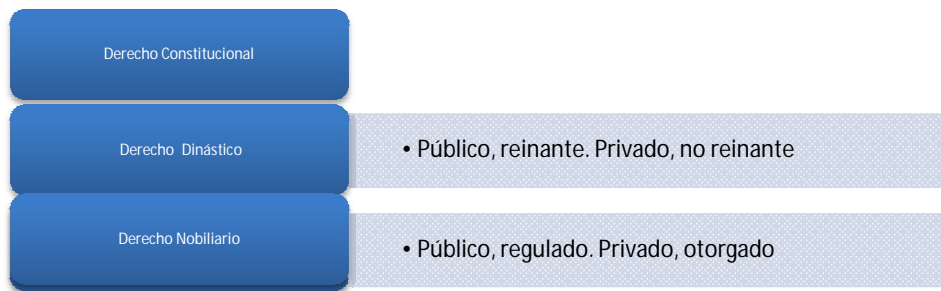 Derecho Constitucional
Derecho Dinástico
• Público, reinante. Privado, no reinante
Derecho Nobiliario
• Público, regulado. Privado, otorgado